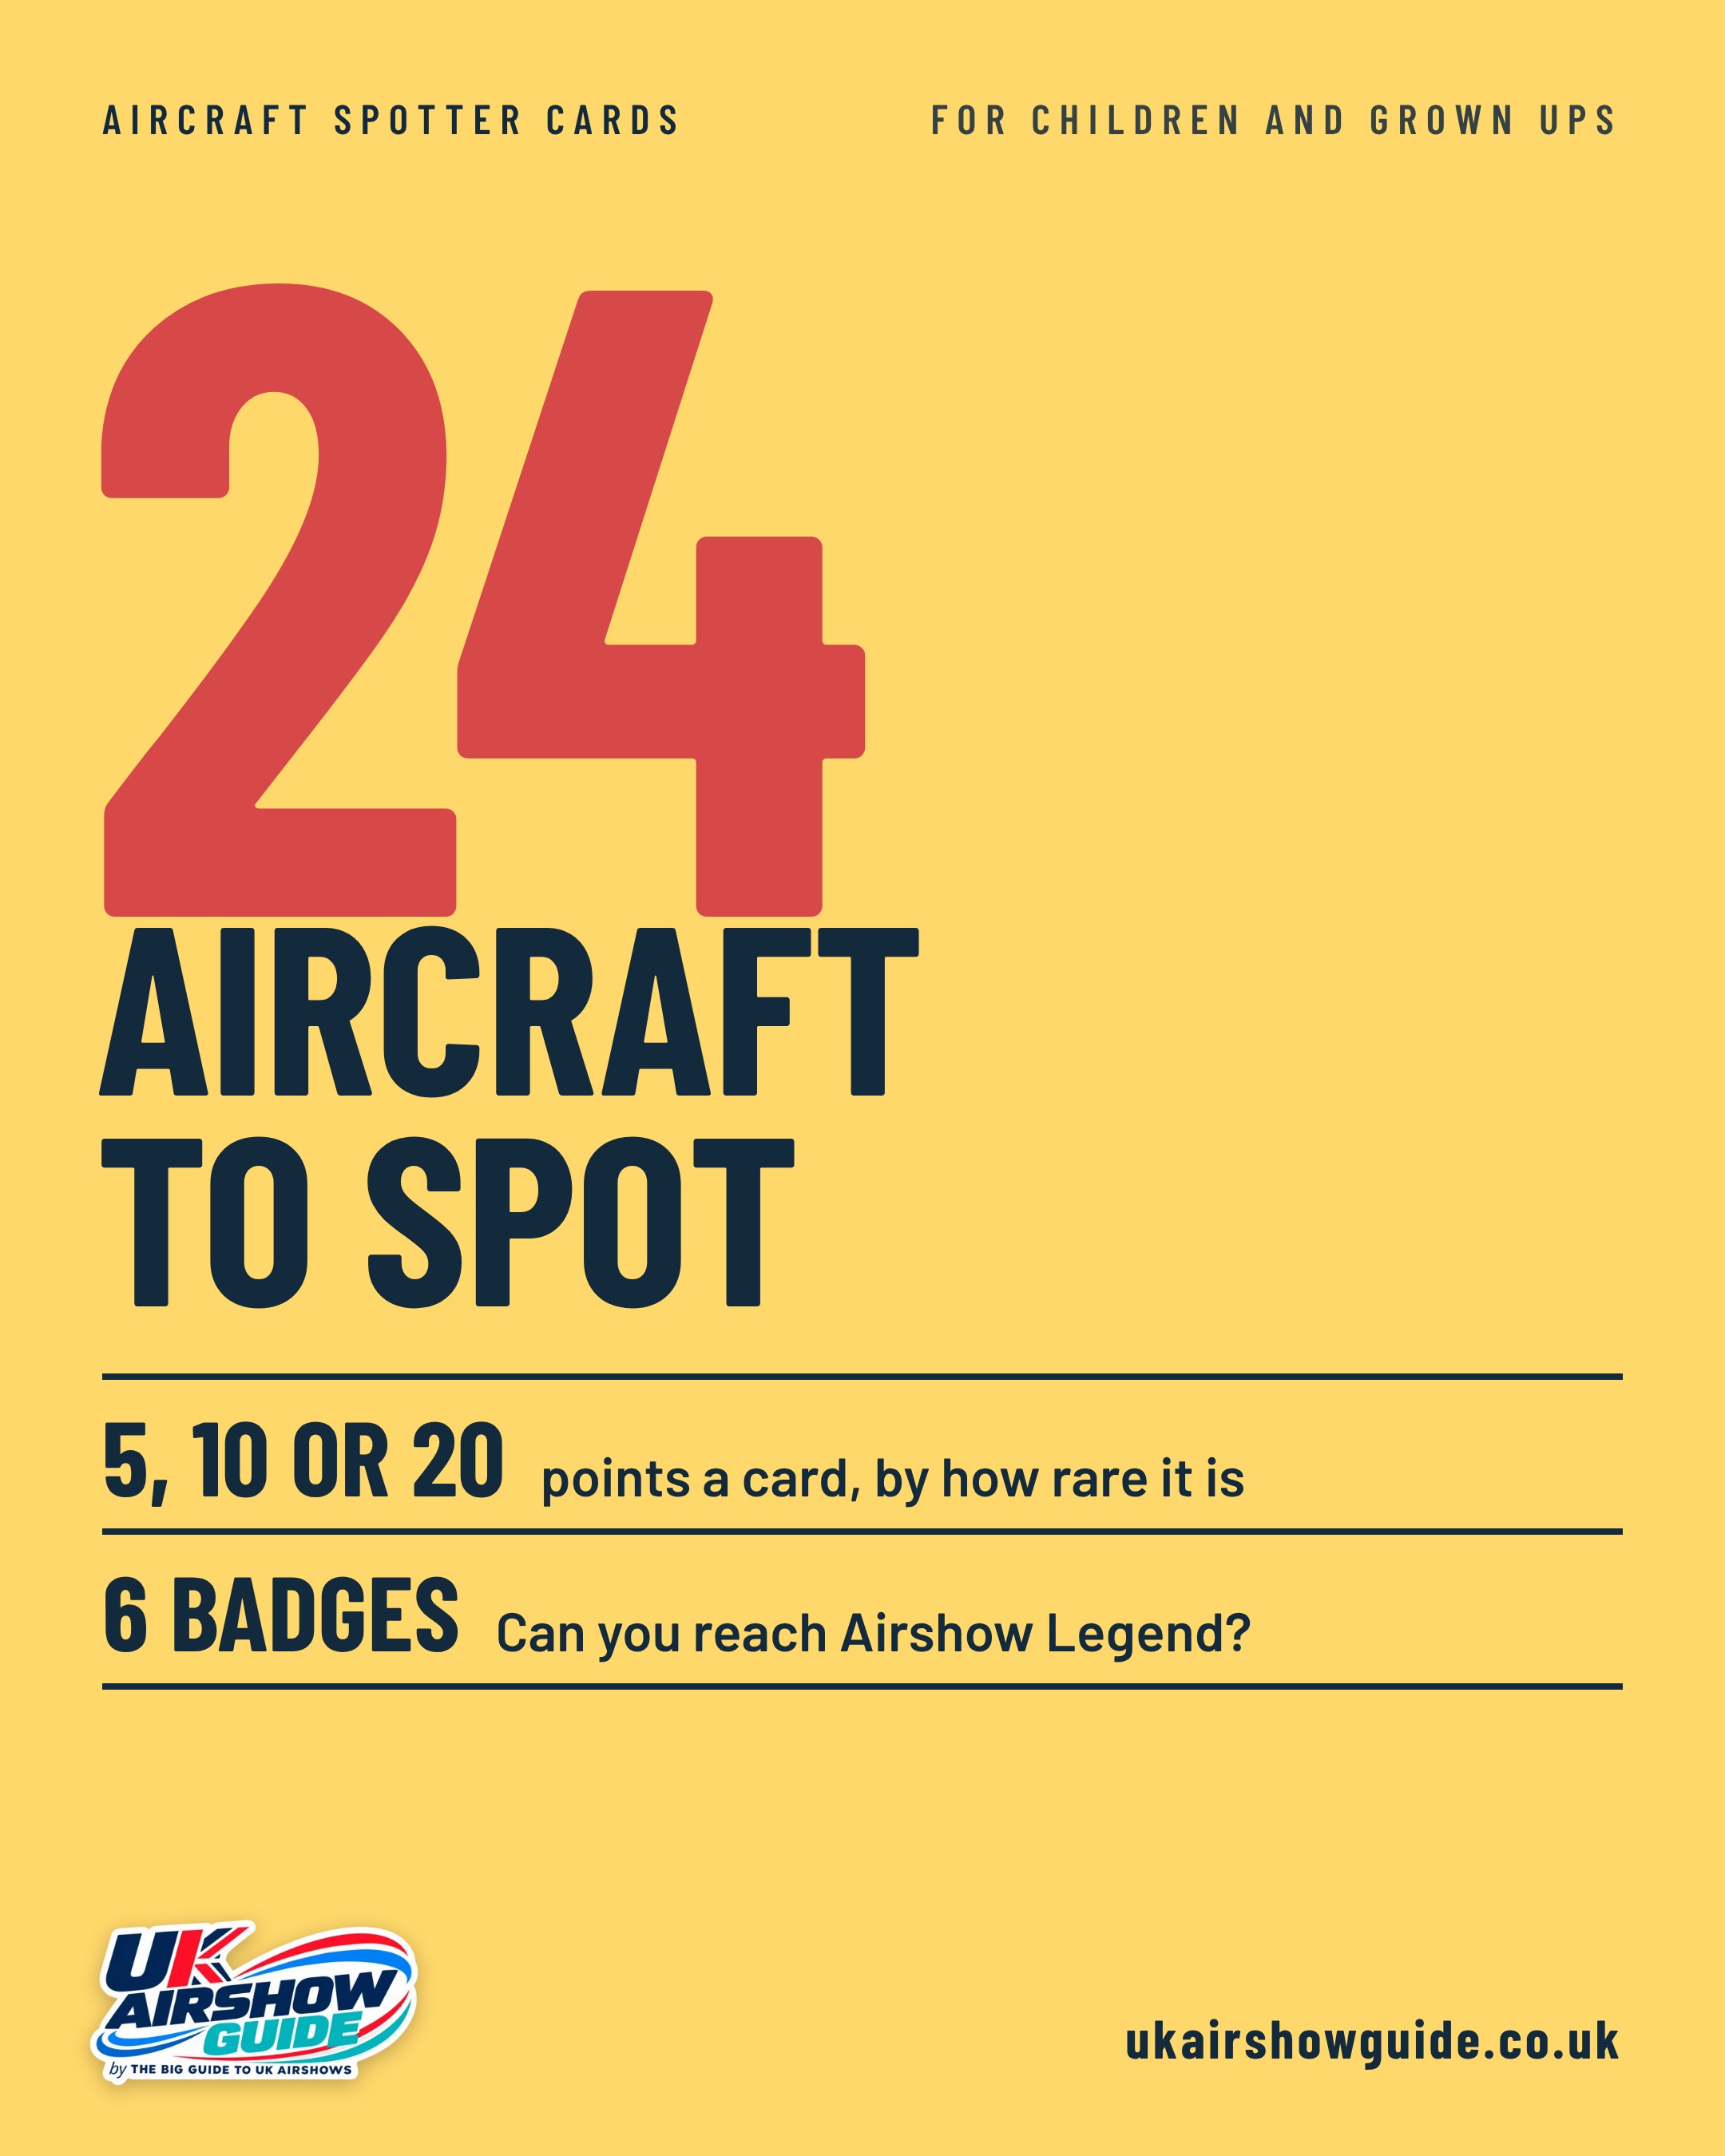 AIRCRAFT SPOTTER CARDS
FOR CHILDREN AND GROWN UPS
24
AIRCRAFT
TO SPOT
5, 10 OR 20 points a card, by how rare it is
6 BADGES Can you reach Airshow Legend?
UK
AIRSHOW
GUIDE
by THE BIG GUIDE TO UK AIRSHOWS
ukairshowguide.co.uk